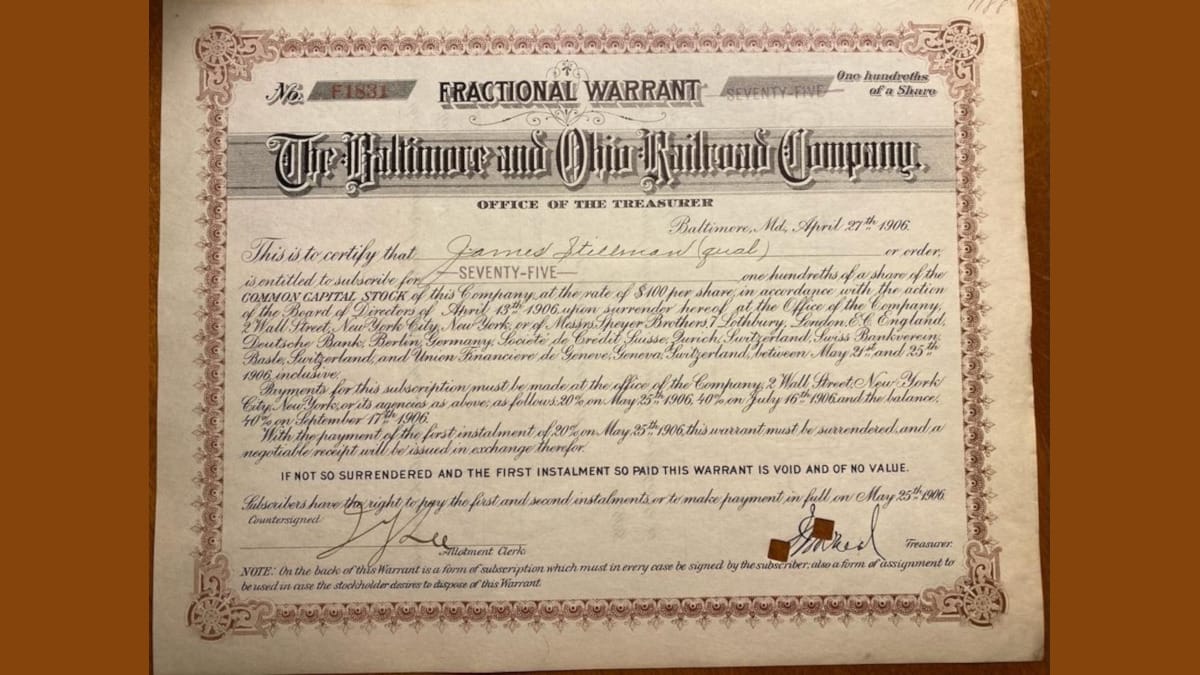 No. F1831 FRACTIONAL WARRANT SEVENTY-FIVE One hundredths
of a Share
The Baltimore and Ohio Railroad Company.
OFFICE OF THE TREASURER
Baltimore, Md., April 27th 1906.
This is to certify that James Stillman (qual) or order,
is entitled to subscribe for SEVENTY-FIVE one hundredths of a share of the
COMMON CAPITAL STOCK of this Company, at the rate of $100 per share, in accordance with the action
of the Board of Directors of April 13th 1906, upon surrender hereof at the Office of the Company,
2 Wall Street, New York City, New York, or of Messrs. Speyer Brothers, 7 Lothbury, London, E.C. England,
Deutsche Bank, Berlin, Germany, Societe de Credit Suisse, Zurich, Switzerland, Swiss Bankverein,
Basle, Switzerland, and Union Financiere de Geneve, Geneva, Switzerland, between May 21st and 25th
1906, inclusive.
Payments for this subscription must be made at the office of the Company, 2 Wall Street, New York
City, New York, or its agencies as above, as follows: 20% on May 25th 1906, 40% on July 16th 1906 and the balance,
40% on September 17th 1906.
With the payment of the first instalment of 20% on May 25th 1906, this warrant must be surrendered, and a
negotiable receipt will be issued in exchange therefor.
IF NOT SO SURRENDERED AND THE FIRST INSTALMENT SO PAID THIS WARRANT IS VOID AND OF NO VALUE.
Subscribers have the right to pay the first and second instalments or to make payment in full on May 25th 1906.
Countersigned
Lee Allotment Clerk Treasurer.
NOTE: On the back of this Warrant is a form of subscription which must in every case be signed by the subscriber; also a form of assignment to
be used in case the stockholder desires to dispose of this Warrant.